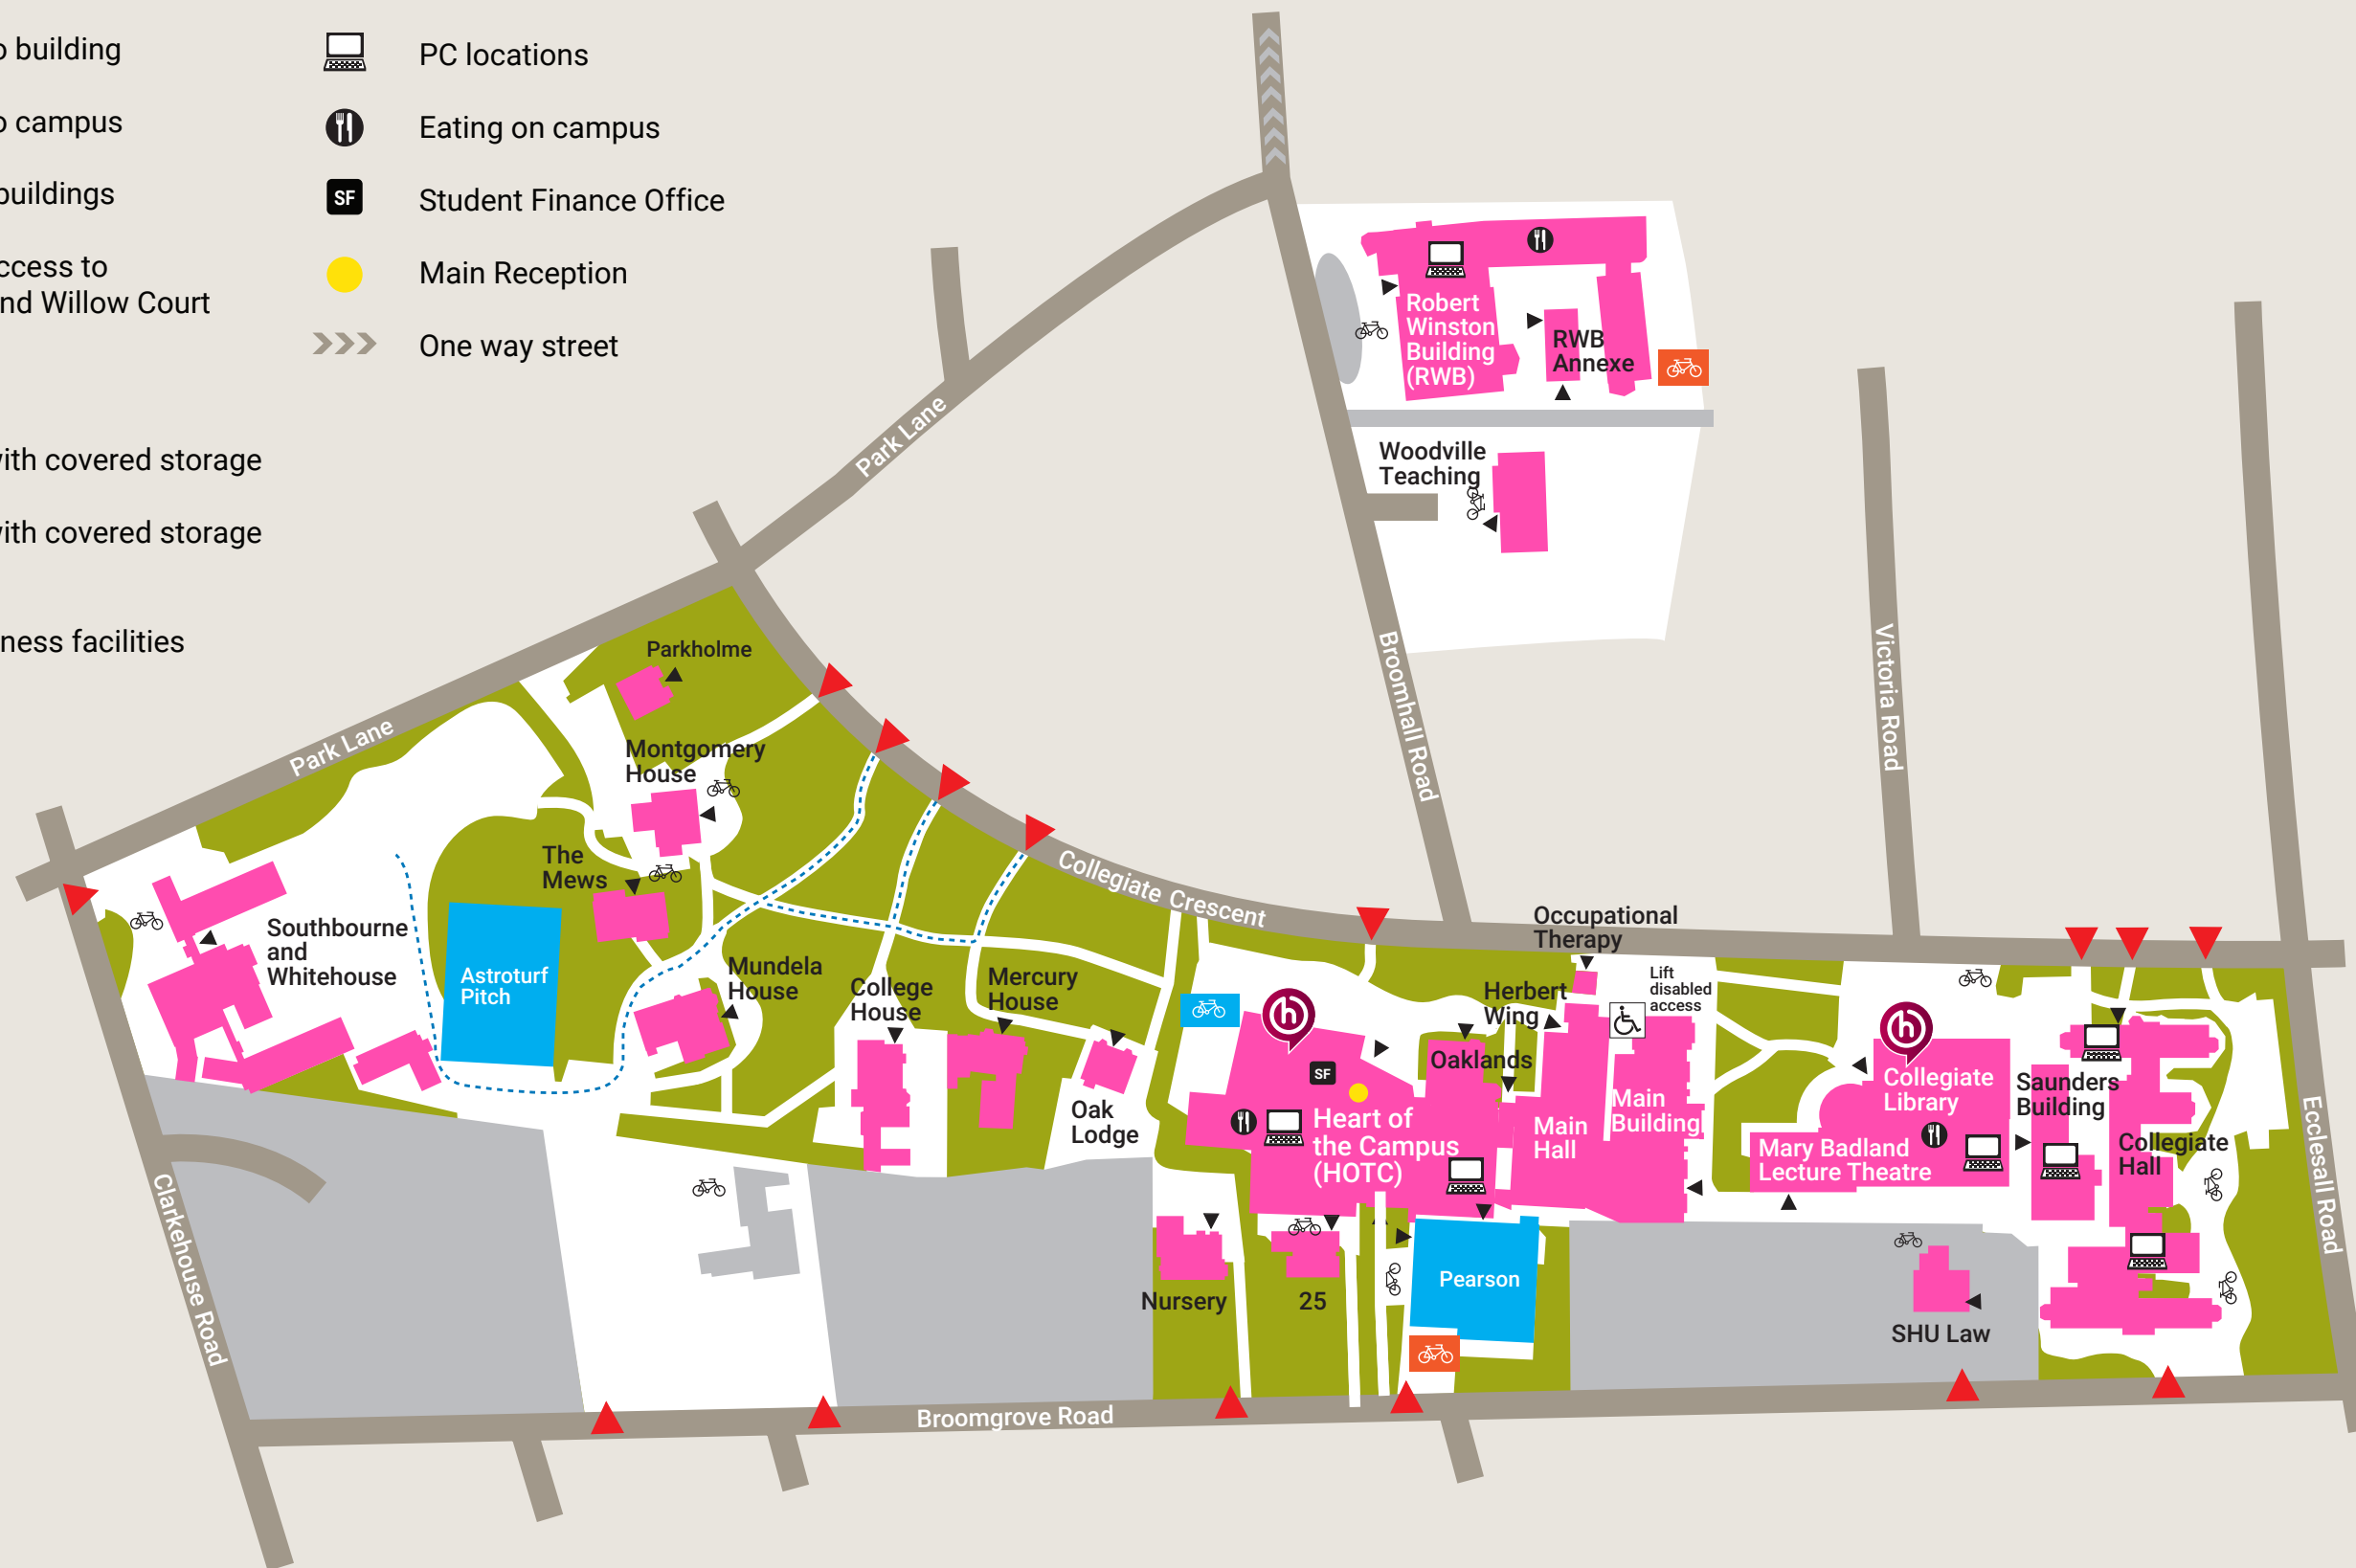 o building
o campus
buildings
ccess to
nd Willow Court
with covered storage
with covered storage
ness facilities
PC locations
Eating on campus
SF
Student Finance Office
Main Reception
One way street
Robert
Winston
Building
(RWB)
RWB
Annexe
Woodville
Teaching
Park Lane
Park Lane
Broomhall Road
Victoria Road
Collegiate Crescent
Ecclesall Road
Clarkehouse Road
Broomgrove Road
Parkholme
Montgomery
House
The
Mews
Southbourne
and
Whitehouse
Astroturf
Pitch
Mundela
House
College
House
Mercury
House
Oak
Lodge
h
SF
Heart of
the Campus
(HOTC)
Oaklands
Herbert
Wing
Occupational
Therapy
Lift
disabled
access
Main
Hall
Main
Building
h
Collegiate
Library
Mary Badland
Lecture Theatre
Saunders
Building
Collegiate
Hall
Nursery
25
Pearson
SHU Law